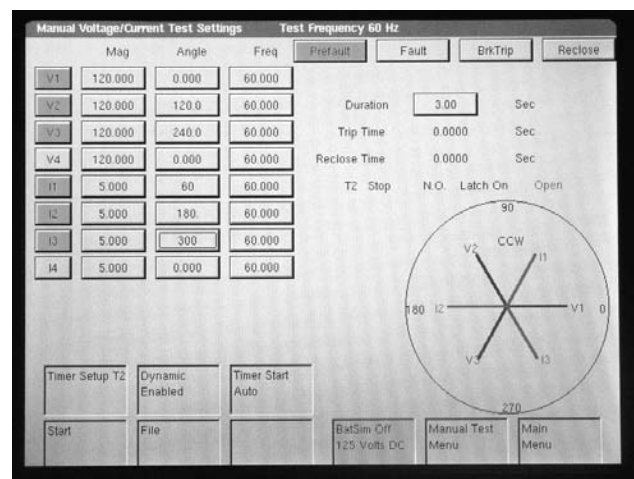 Manual Voltage/Current Test Settings Test Frequency 60 Hz
Mag Angle Freq Prefault Fault BrkTrip Reclose
V1 120.000 0.000 60.000
V2 120.000 120.0 60.000
V3 120.000 240.0 60.000
V4 120.000 0.000 60.000
I1 5.000 60 60.000
I2 5.000 180. 60.000
I3 5.000 300 60.000
I4 5.000 0.000 60.000
Duration 3.00 Sec
Trip Time 0.0000 Sec
Reclose Time 0.0000 Sec
T2 Stop N.O. Latch On Open
90
CCW
V2 I1
180 I2 V1 0
V3 I3
270
Timer Setup T2
Dynamic Enabled
Timer Start Auto
Start
File
BatSim Off
125 Volts DC
Manual Test
Menu
Main
Menu